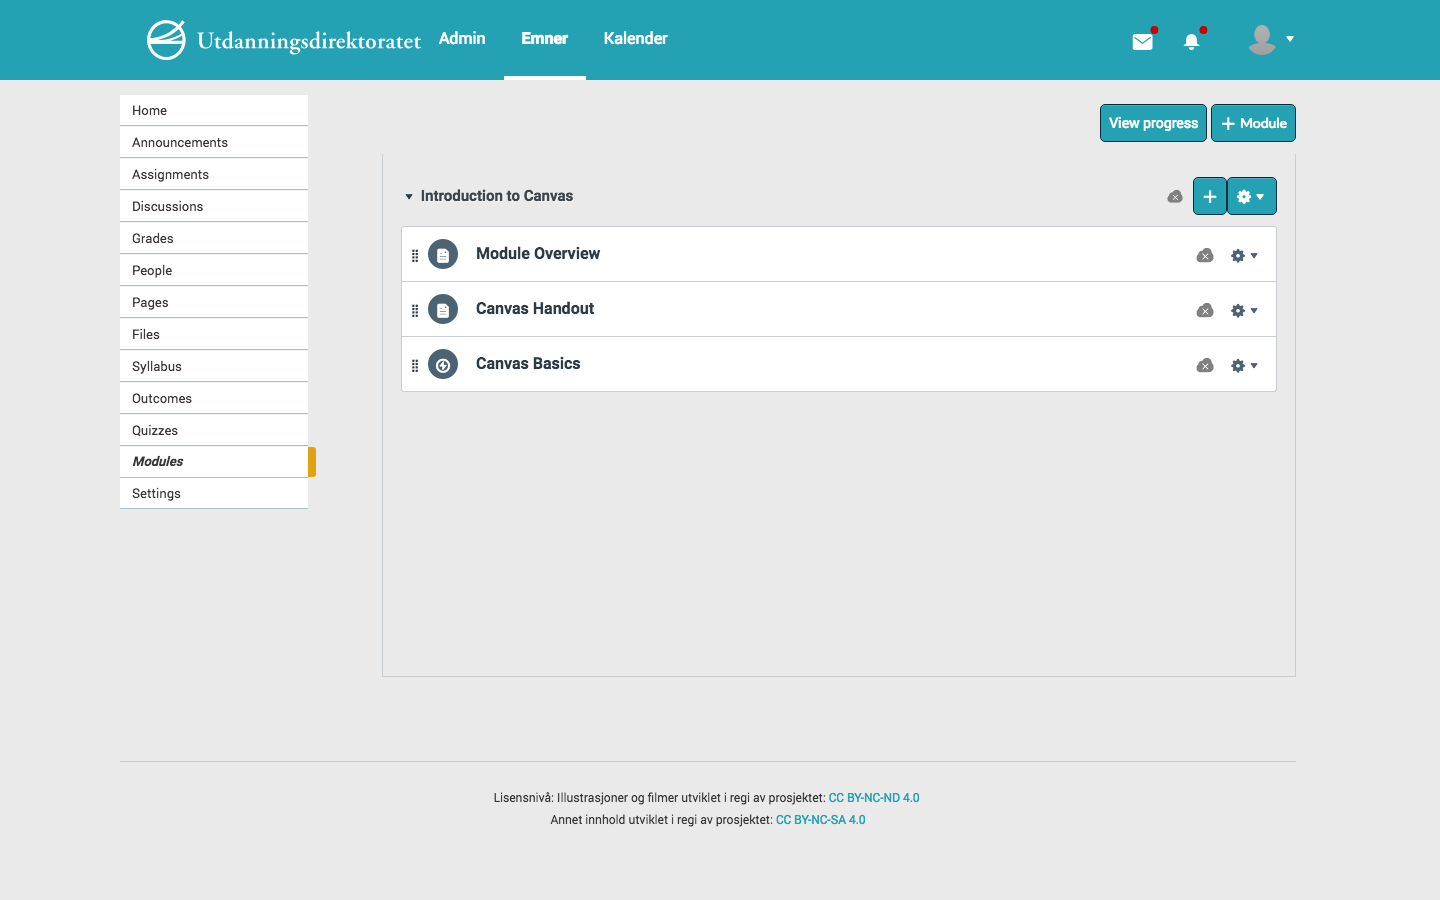 Utdanningsdirektoratet Admin Emner Kalender
Home
Announcements
Assignments
Discussions
Grades
People
Pages
Files
Syllabus
Outcomes
Quizzes
Modules
Settings
View progress + Module
Introduction to Canvas
Module Overview
Canvas Handout
Canvas Basics
Lisensnivå: Illustrasjoner og filmer utviklet i regi av prosjektet: CC BY-NC-ND 4.0
Annet innhold utviklet i regi av prosjektet: CC BY-NC-SA 4.0